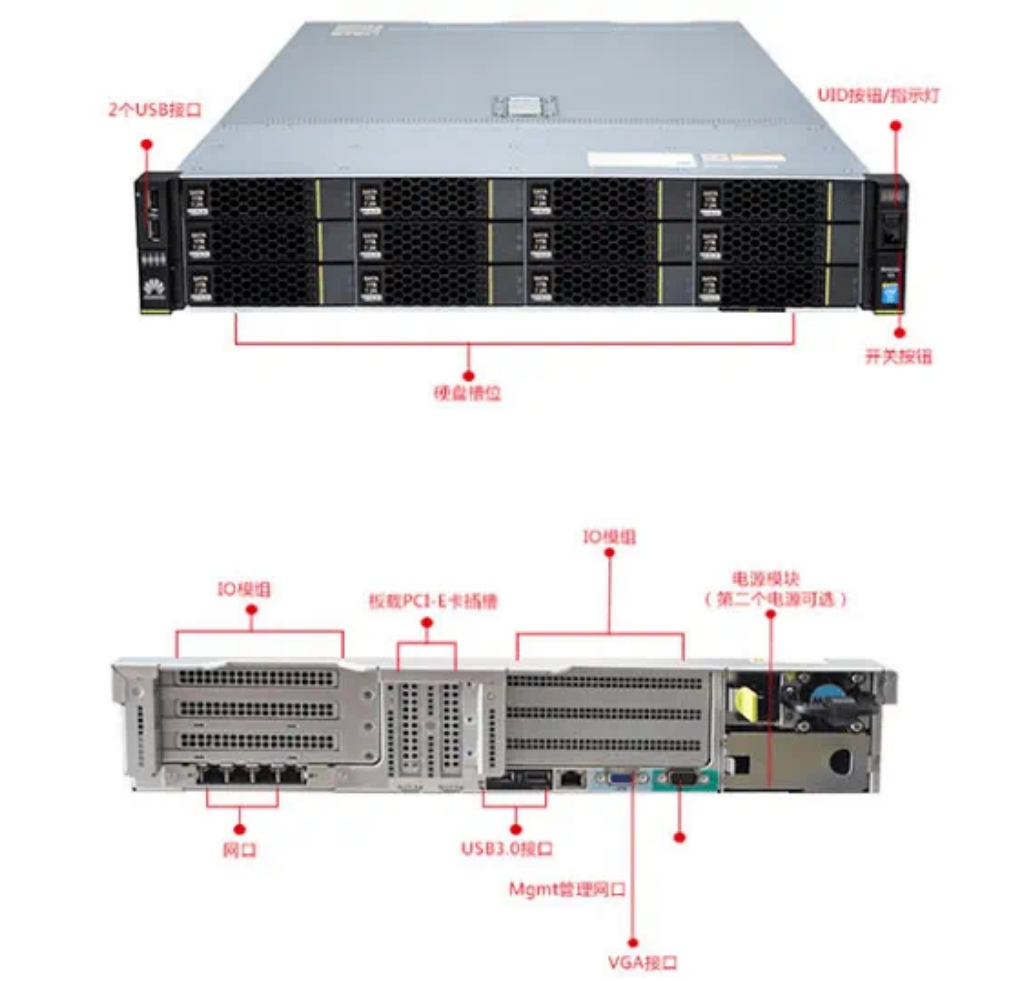 2个USB接口
UID按钮/指示灯
开关按钮
硬盘槽位
IO模组
IO模组
板载PCI-E卡插槽
电源模块
（第二个电源可选）
网口
USB3.0接口
Mgmt管理网口
VGA接口